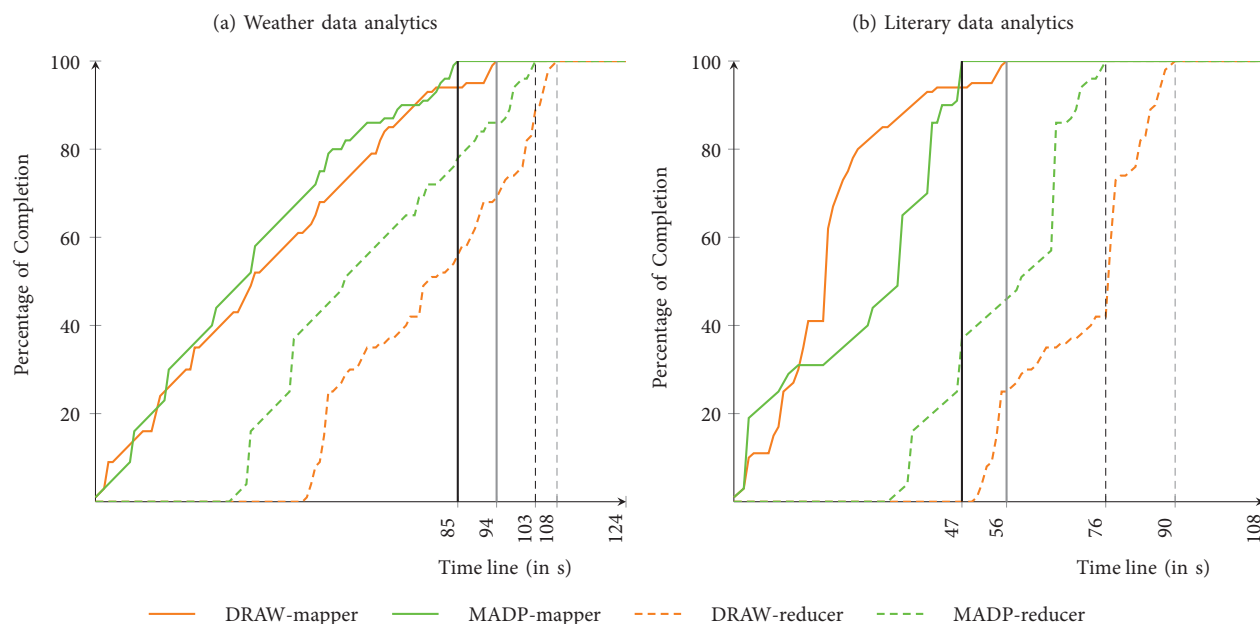 (a) Weather data analytics
100
80
60
40
20
Percentage of Completion
85
94
103
108
124
Time line (in s)
(b) Literary data analytics
100
80
60
40
20
Percentage of Completion
47
56
76
90
108
Time line (in s)
DRAW-mapper
MADP-mapper
DRAW-reducer
MADP-reducer